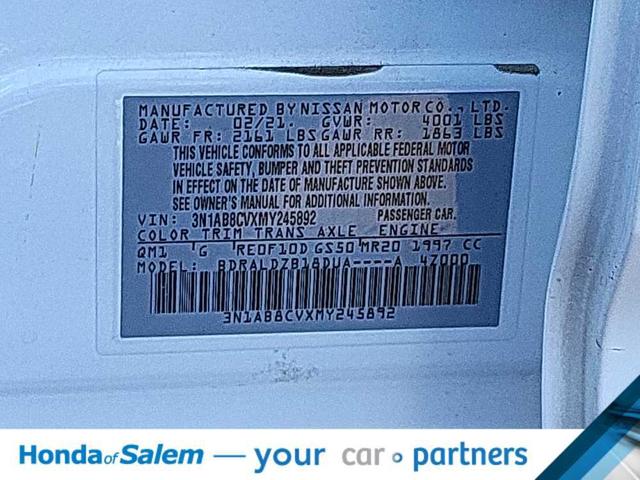 MANUFACTURED BY NISSAN MOTOR CO., LTD.
DATE: 02/21. GVWR: 4001 LBS
GAWR FR: 2161 LBS GAWR RR: 1863 LBS
THIS VEHICLE CONFORMS TO ALL APPLICABLE FEDERAL MOTOR
VEHICLE SAFETY, BUMPER AND THEFT PREVENTION STANDARDS
IN EFFECT ON THE DATE OF MANUFACTURE SHOWN ABOVE.
SEE OWNER'S MANUAL FOR ADDITIONAL INFORMATION.
VIN: 3N1AB8CVXMY245892 PASSENGER CAR.
COLOR TRIM TRANS AXLE ENGINE
QM1 G RE0F10D GS50 MR20 1997 CC
MODEL: BDRALDZB18DUA----A 4Z000
3N1AB8CVXMY245892
Honda of Salem — your car partners